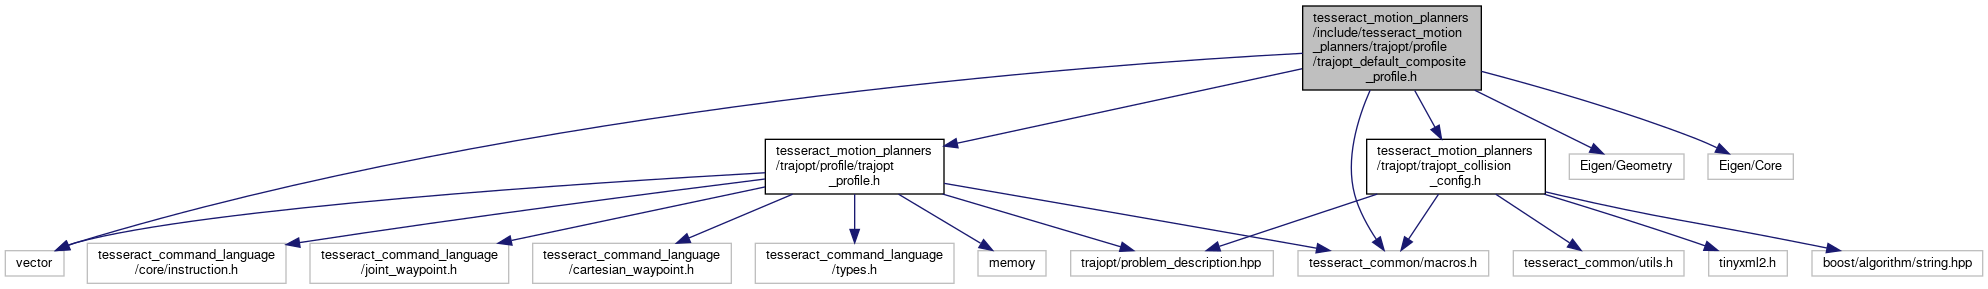 tesseract_motion_planners
/include/tesseract_motion
_planners/trajopt/profile
/trajopt_default_composite
_profile.h
tesseract_motion_planners
/trajopt/profile/trajopt
_profile.h
tesseract_motion_planners
/trajopt/trajopt_collision
_config.h
Eigen/Geometry
Eigen/Core
vector
tesseract_command_language
/core/instruction.h
tesseract_command_language
/joint_waypoint.h
tesseract_command_language
/cartesian_waypoint.h
tesseract_command_language
/types.h
memory
trajopt/problem_description.hpp
tesseract_common/macros.h
tesseract_common/utils.h
tinyxml2.h
boost/algorithm/string.hpp